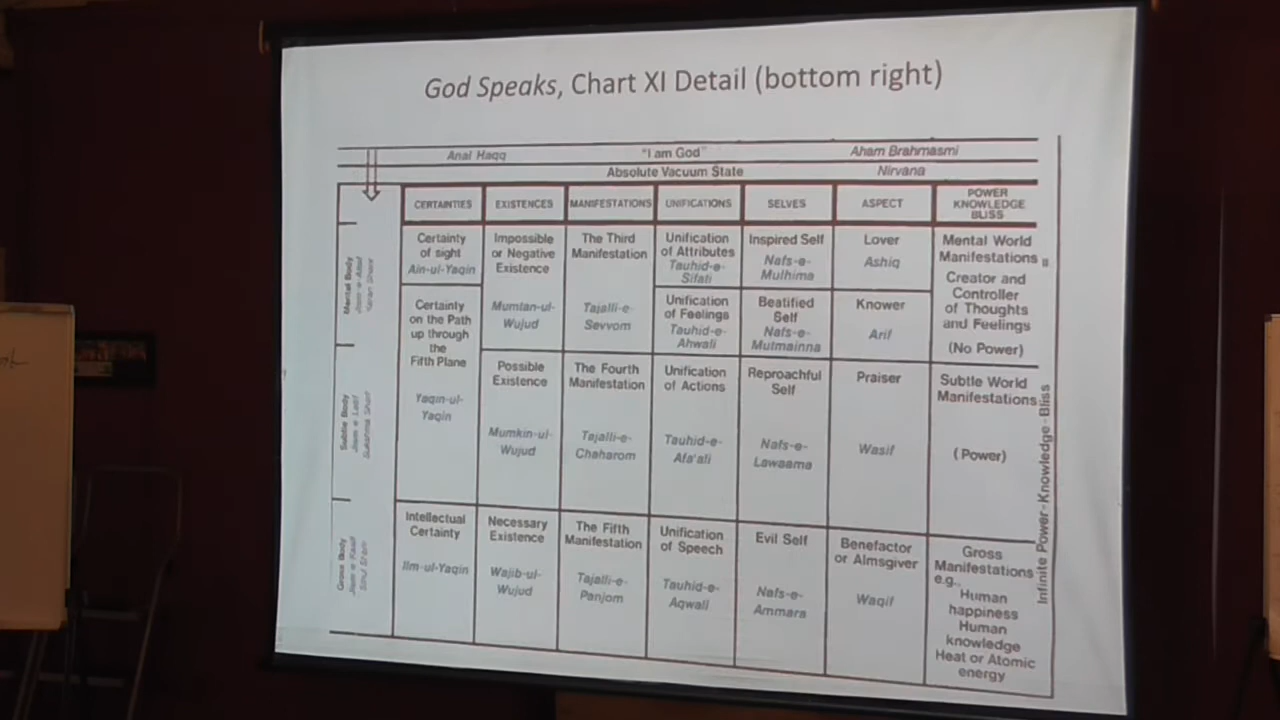 God Speaks, Chart XI Detail (bottom right)
Anal Haqq "I am God" Aham Brahmasmi
Absolute Vacuum State Nirvana
CERTAINTIES EXISTENCES MANIFESTATIONS UNIFICATIONS SELVES ASPECT POWER KNOWLEDGE BLISS
Mental Body
Certainty
of sight
Ain-ul-Yaqin
Certainty
on the Path
up through
the
Fifth Plane
Yaqin-ul-
Yaqin
Impossible
or Negative
Existence
Mumtan-ul-
Wujud
The Third
Manifestation
Tajalli-e-
Sevvom
Unification
of Attributes
Tauhid-e-
Sifati
Unification
of Feelings
Tauhid-e-
Ahwali
Inspired Self
Nafs-e-
Mulhima
Beatified
Self
Nafs-e-
Mutmainna
Lover
Ashiq
Knower
Arif
Mental World
Manifestations
Creator and
Controller
of Thoughts
and Feelings
(No Power)
Subtle Body
Possible
Existence
Mumkin-ul-
Wujud
The Fourth
Manifestation
Tajalli-e-
Chaharom
Unification
of Actions
Tauhid-e-
Afa'ali
Reproachful
Self
Nafs-e-
Lawaama
Praiser
Wasif
Subtle World
Manifestations
(Power)
Gross Body
Intellectual
Certainty
Ilm-ul-Yaqin
Necessary
Existence
Wajib-ul-
Wujud
The Fifth
Manifestation
Tajalli-e-
Panjom
Unification
of Speech
Tauhid-e-
Aqwali
Evil Self
Nafs-e-
Ammara
Benefactor
or Almsgiver
Waqif
Gross
Manifestations
e.g.,
Human
happiness
Human
knowledge
Heat or Atomic
energy
Infinite Power-Knowledge-Bliss